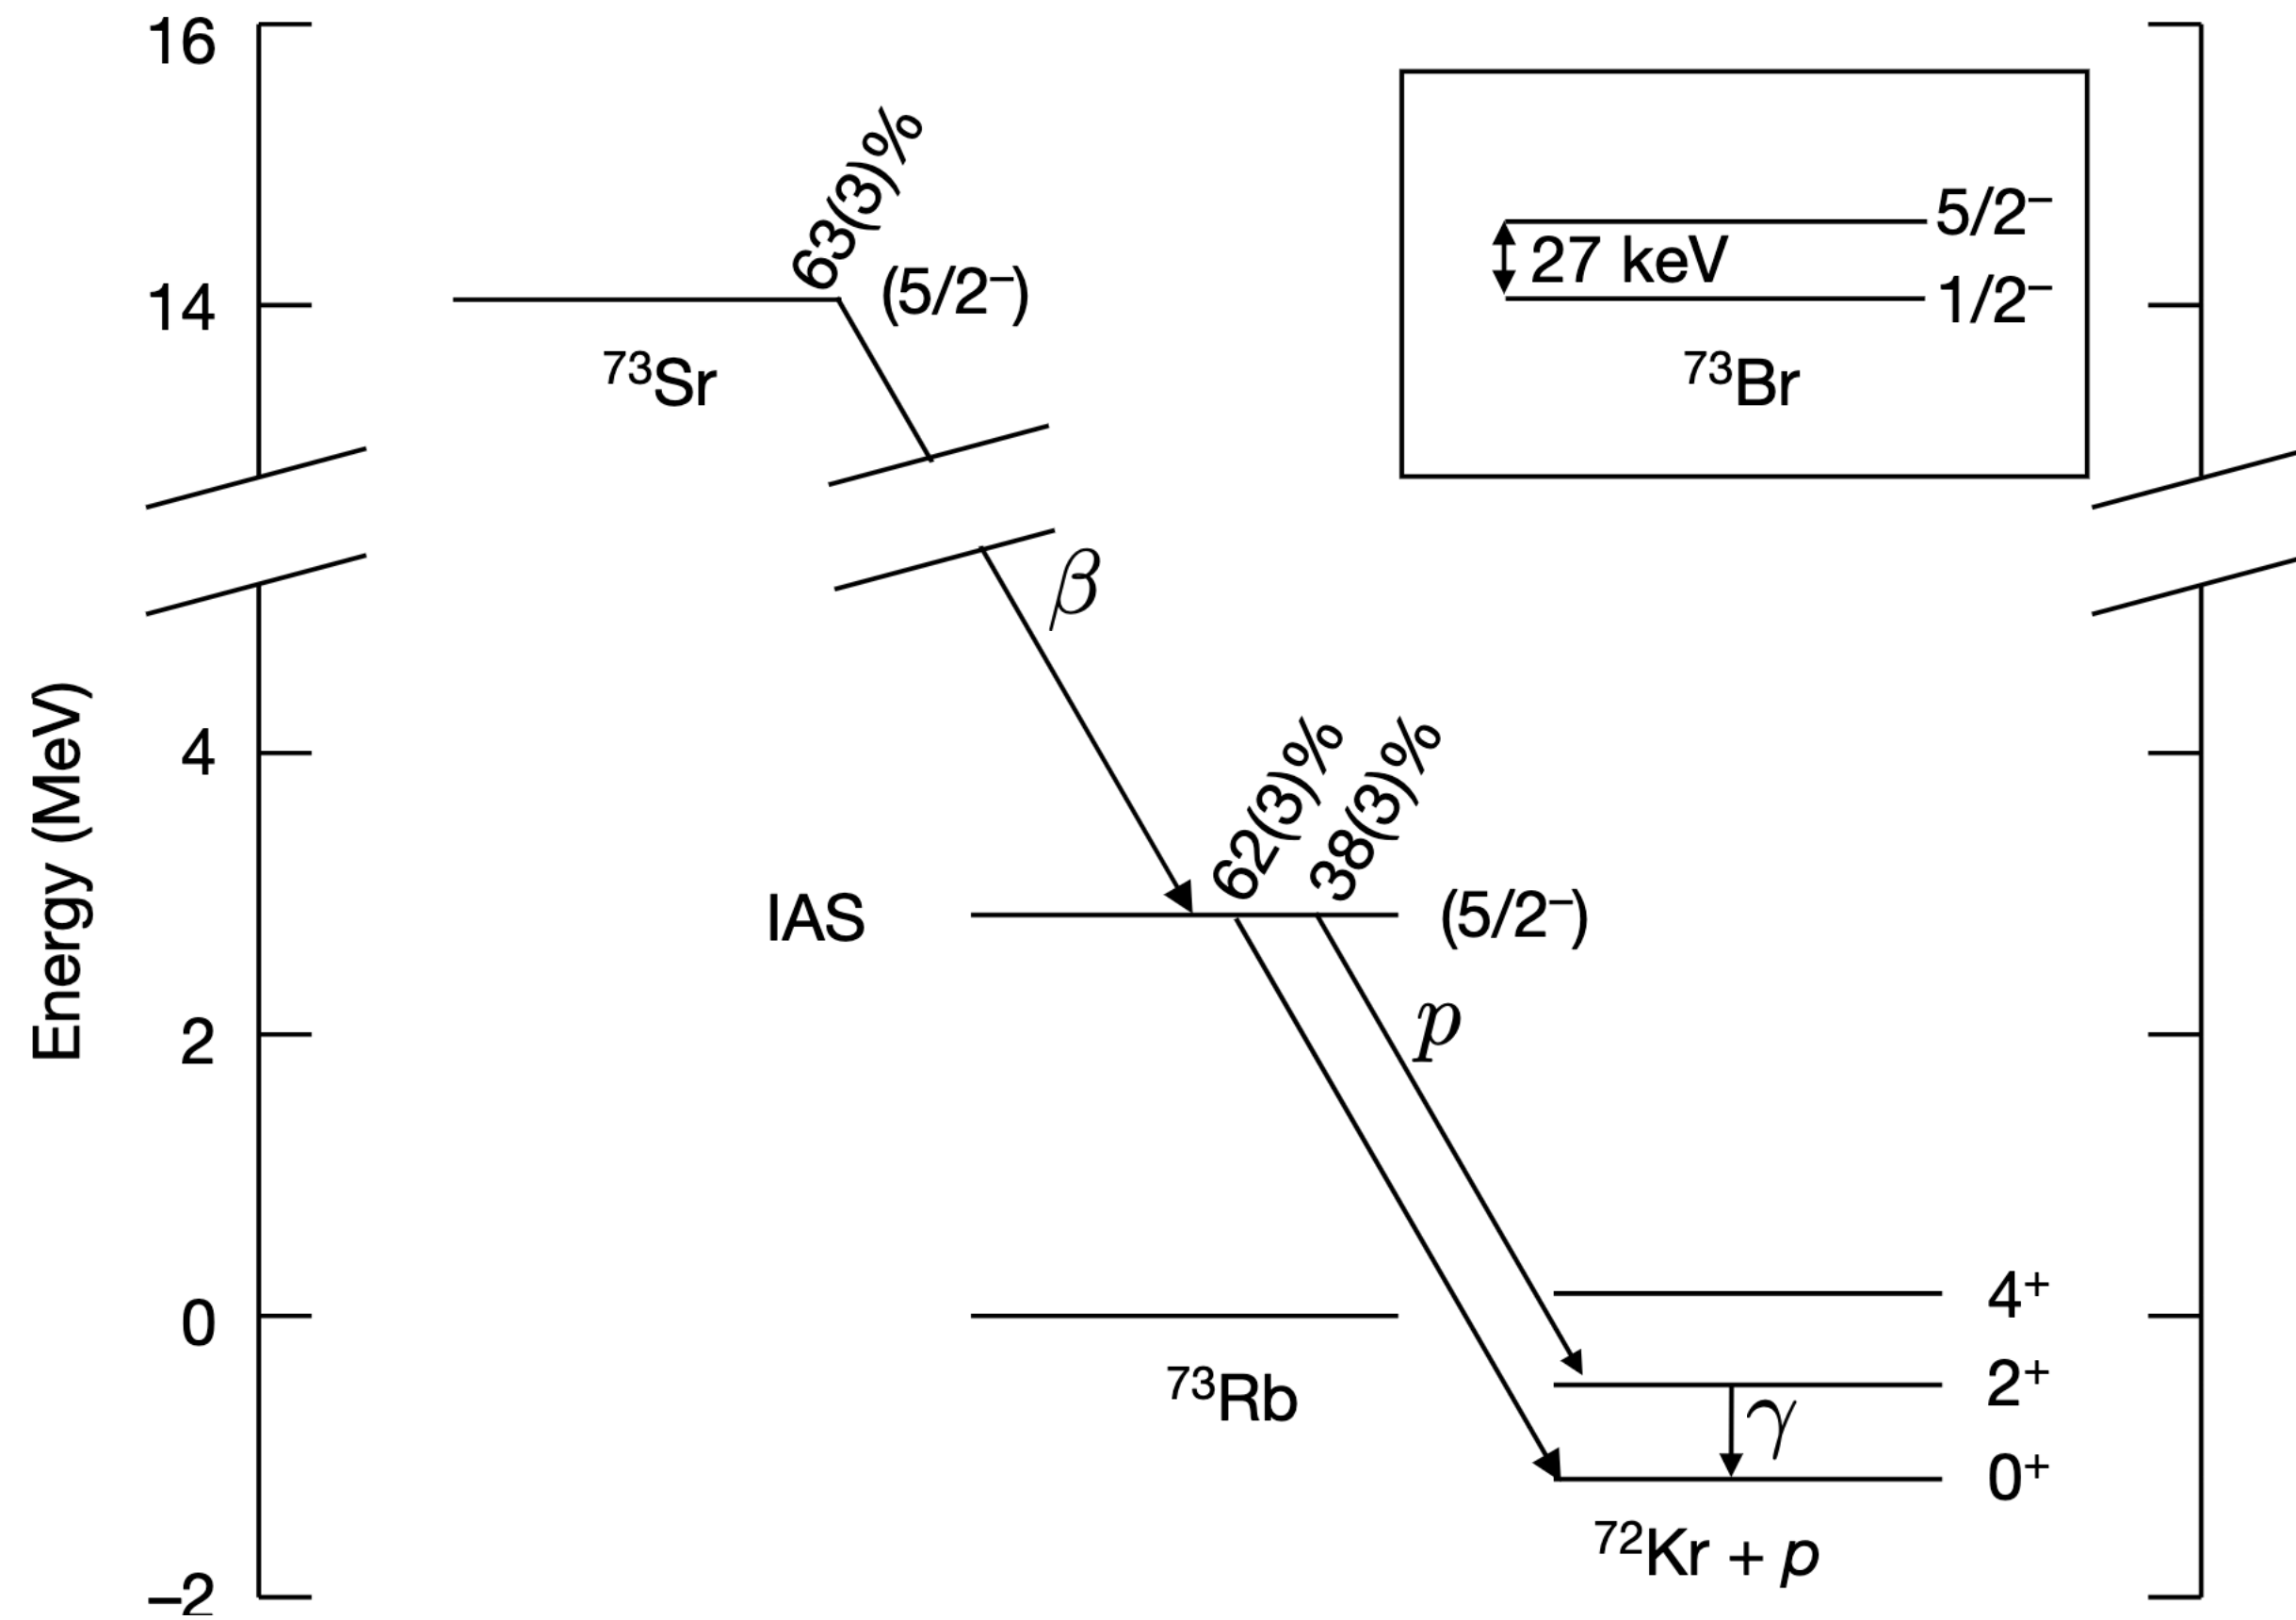 16
63(3)%
5/2⁻
27 keV
1/2⁻
14
(5/2⁻)
⁷³Sr
⁷³Br
β
Energy (MeV)
4
62(3)%
38(3)%
IAS
(5/2⁻)
2
p
4⁺
0
2⁺
⁷³Rb
γ
0⁺
⁷²Kr + p
−2